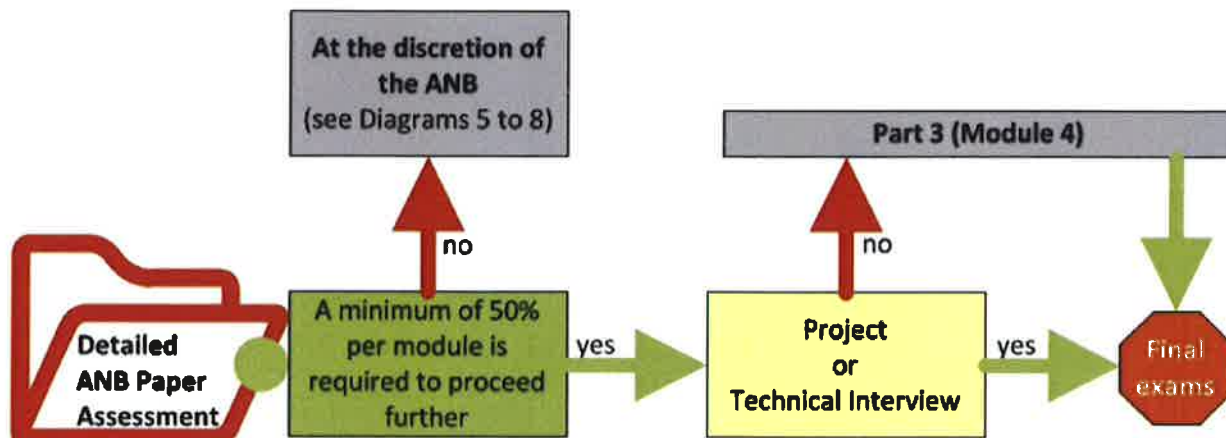 At the discretion of
the ANB
(see Diagrams 5 to 8)
Part 3 (Module 4)
no
no
Detailed
ANB Paper
Assessment
A minimum of 50%
per module is
required to proceed
further
yes
Project
or
Technical Interview
yes
Final
exams